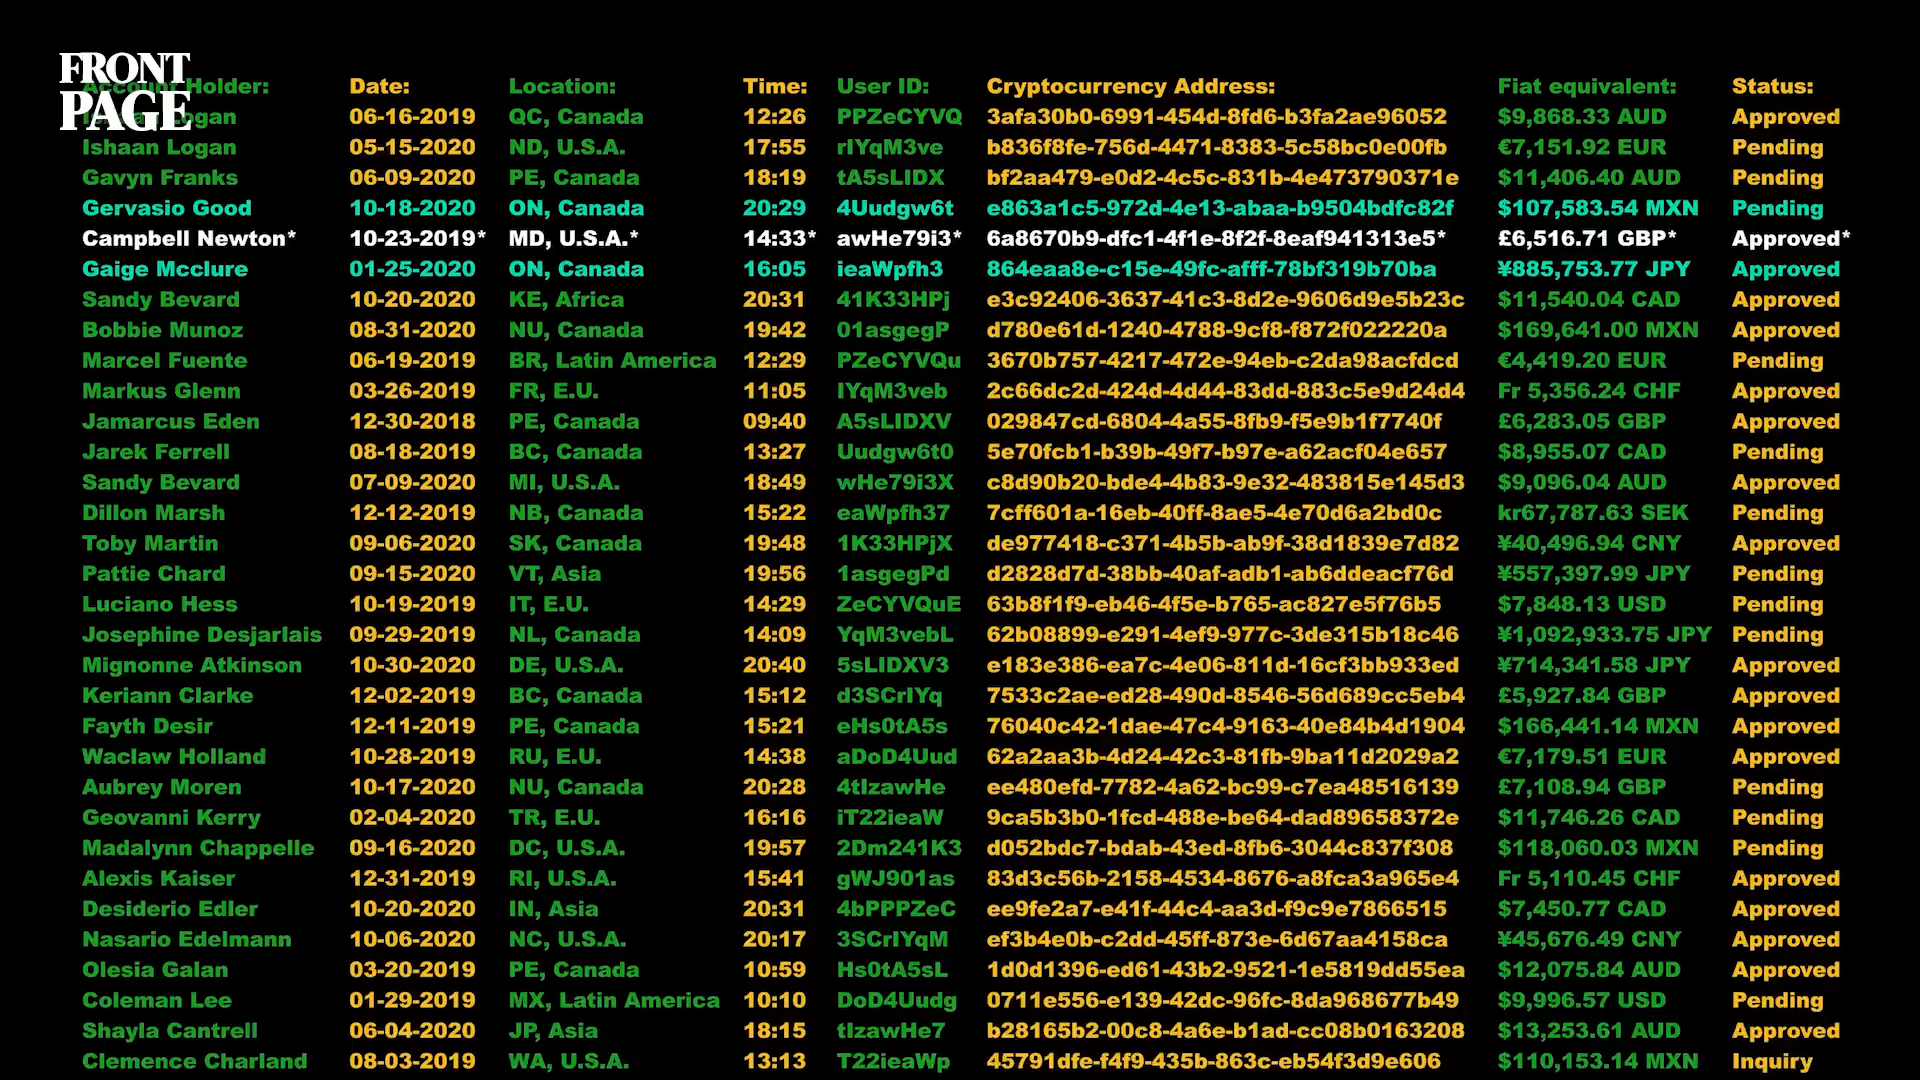 FRONT
PAGE
Account Holder: Date: Location: Time: User ID: Cryptocurrency Address: Fiat equivalent: Status:
Logan 06-16-2019 QC, Canada 12:26 PPZeCYVQ 3afa30b0-6991-454d-8fd6-b3fa2ae96052 $9,868.33 AUD Approved
Ishaan Logan 05-15-2020 ND, U.S.A. 17:55 rIYqM3ve b836f8fe-756d-4471-8383-5c58bc0e00fb €7,151.92 EUR Pending
Gavyn Franks 06-09-2020 PE, Canada 18:19 tA5sLIDX bf2aa479-e0d2-4c5c-831b-4e473790371e $11,406.40 AUD Pending
Gervasio Good 10-18-2020 ON, Canada 20:29 4Uudgw6t e863a1c5-972d-4e13-abaa-b9504bdfc82f $107,583.54 MXN Pending
Campbell Newton* 10-23-2019* MD, U.S.A.* 14:33* awHe79i3* 6a8670b9-dfc1-4f1e-8f2f-8eaf941313e5* £6,516.71 GBP* Approved*
Gaige Mcclure 01-25-2020 ON, Canada 16:05 ieaWpfh3 864eaa8e-c15e-49fc-afff-78bf319b70ba ¥885,753.77 JPY Approved
Sandy Bevard 10-20-2020 KE, Africa 20:31 41K33HPj e3c92406-3637-41c3-8d2e-9606d9e5b23c $11,540.04 CAD Approved
Bobbie Munoz 08-31-2020 NU, Canada 19:42 01asgegP d780e61d-1240-4788-9cf8-f872f022220a $169,641.00 MXN Approved
Marcel Fuente 06-19-2019 BR, Latin America 12:29 PZeCYVQu 3670b757-4217-472e-94eb-c2da98acfdcd €4,419.20 EUR Pending
Markus Glenn 03-26-2019 FR, E.U. 11:05 IYqM3veb 2c66dc2d-424d-4d44-83dd-883c5e9d24d4 Fr 5,356.24 CHF Approved
Jamarcus Eden 12-30-2018 PE, Canada 09:40 A5sLIDXV 029847cd-6804-4a55-8fb9-f5e9b1f7740f £6,283.05 GBP Approved
Jarek Ferrell 08-18-2019 BC, Canada 13:27 Uudgw6t0 5e70fcb1-b39b-49f7-b97e-a62acf04e657 $8,955.07 CAD Pending
Sandy Bevard 07-09-2020 MI, U.S.A. 18:49 wHe79i3X c8d90b20-bde4-4b83-9e32-483815e145d3 $9,096.04 AUD Approved
Dillon Marsh 12-12-2019 NB, Canada 15:22 eaWpfh37 7cff601a-16eb-40ff-8ae5-4e70d6a2bd0c kr67,787.63 SEK Pending
Toby Martin 09-06-2020 SK, Canada 19:48 1K33HPjX de977418-c371-4b5b-ab9f-38d1839e7d82 ¥40,496.94 CNY Approved
Pattie Chard 09-15-2020 VT, Asia 19:56 1asgegPd d2828d7d-38bb-40af-adb1-ab6ddeacf76d ¥557,397.99 JPY Pending
Luciano Hess 10-19-2019 IT, E.U. 14:29 ZeCYVQuE 63b8f1f9-eb46-4f5e-b765-ac827e5f76b5 $7,848.13 USD Pending
Josephine Desjarlais 09-29-2019 NL, Canada 14:09 YqM3vebL 62b08899-e291-4ef9-977c-3de315b18c46 ¥1,092,933.75 JPY Pending
Mignonne Atkinson 10-30-2020 DE, U.S.A. 20:40 5sLIDXV3 e183e386-ea7c-4e06-811d-16cf3bb933ed ¥714,341.58 JPY Approved
Keriann Clarke 12-02-2019 BC, Canada 15:12 d3SCrIYq 7533c2ae-ed28-490d-8546-56d689cc5eb4 £5,927.84 GBP Approved
Fayth Desir 12-11-2019 PE, Canada 15:21 eHs0tA5s 76040c42-1dae-47c4-9163-40e84b4d1904 $166,441.14 MXN Approved
Waclaw Holland 10-28-2019 RU, E.U. 14:38 aDoD4Uud 62a2aa3b-4d24-42c3-81fb-9ba11d2029a2 €7,179.51 EUR Approved
Aubrey Moren 10-17-2020 NU, Canada 20:28 4tIzawHe ee480efd-7782-4a62-bc99-c7ea48516139 £7,108.94 GBP Pending
Geovanni Kerry 02-04-2020 TR, E.U. 16:16 iT22ieaW 9ca5b3b0-1fcd-488e-be64-dad89658372e $11,746.26 CAD Pending
Madalynn Chappelle 09-16-2020 DC, U.S.A. 19:57 2Dm241K3 d052bdc7-bdab-43ed-8fb6-3044c837f308 $118,060.03 MXN Pending
Alexis Kaiser 12-31-2019 RI, U.S.A. 15:41 gWJ901as 83d3c56b-2158-4534-8676-a8fca3a965e4 Fr 5,110.45 CHF Approved
Desiderio Edler 10-20-2020 IN, Asia 20:31 4bPPPZeC ee9fe2a7-e41f-44c4-aa3d-f9c9e7866515 $7,450.77 CAD Approved
Nasario Edelmann 10-06-2020 NC, U.S.A. 20:17 3SCrIYqM ef3b4e0b-c2dd-45ff-873e-6d67aa4158ca ¥45,676.49 CNY Approved
Olesia Galan 03-20-2019 PE, Canada 10:59 Hs0tA5sL 1d0d1396-ed61-43b2-9521-1e5819dd55ea $12,075.84 AUD Approved
Coleman Lee 01-29-2019 MX, Latin America 10:10 DoD4Uudg 0711e556-e139-42dc-96fc-8da968677b49 $9,996.57 USD Pending
Shayla Cantrell 06-04-2020 JP, Asia 18:15 tIzawHe7 b28165b2-00c8-4a6e-b1ad-cc08b0163208 $13,253.61 AUD Approved
Clemence Charland 08-03-2019 WA, U.S.A. 13:13 T22ieaWp 45791dfe-f4f9-435b-863c-eb54f3d9e606 $110,153.14 MXN Inquiry